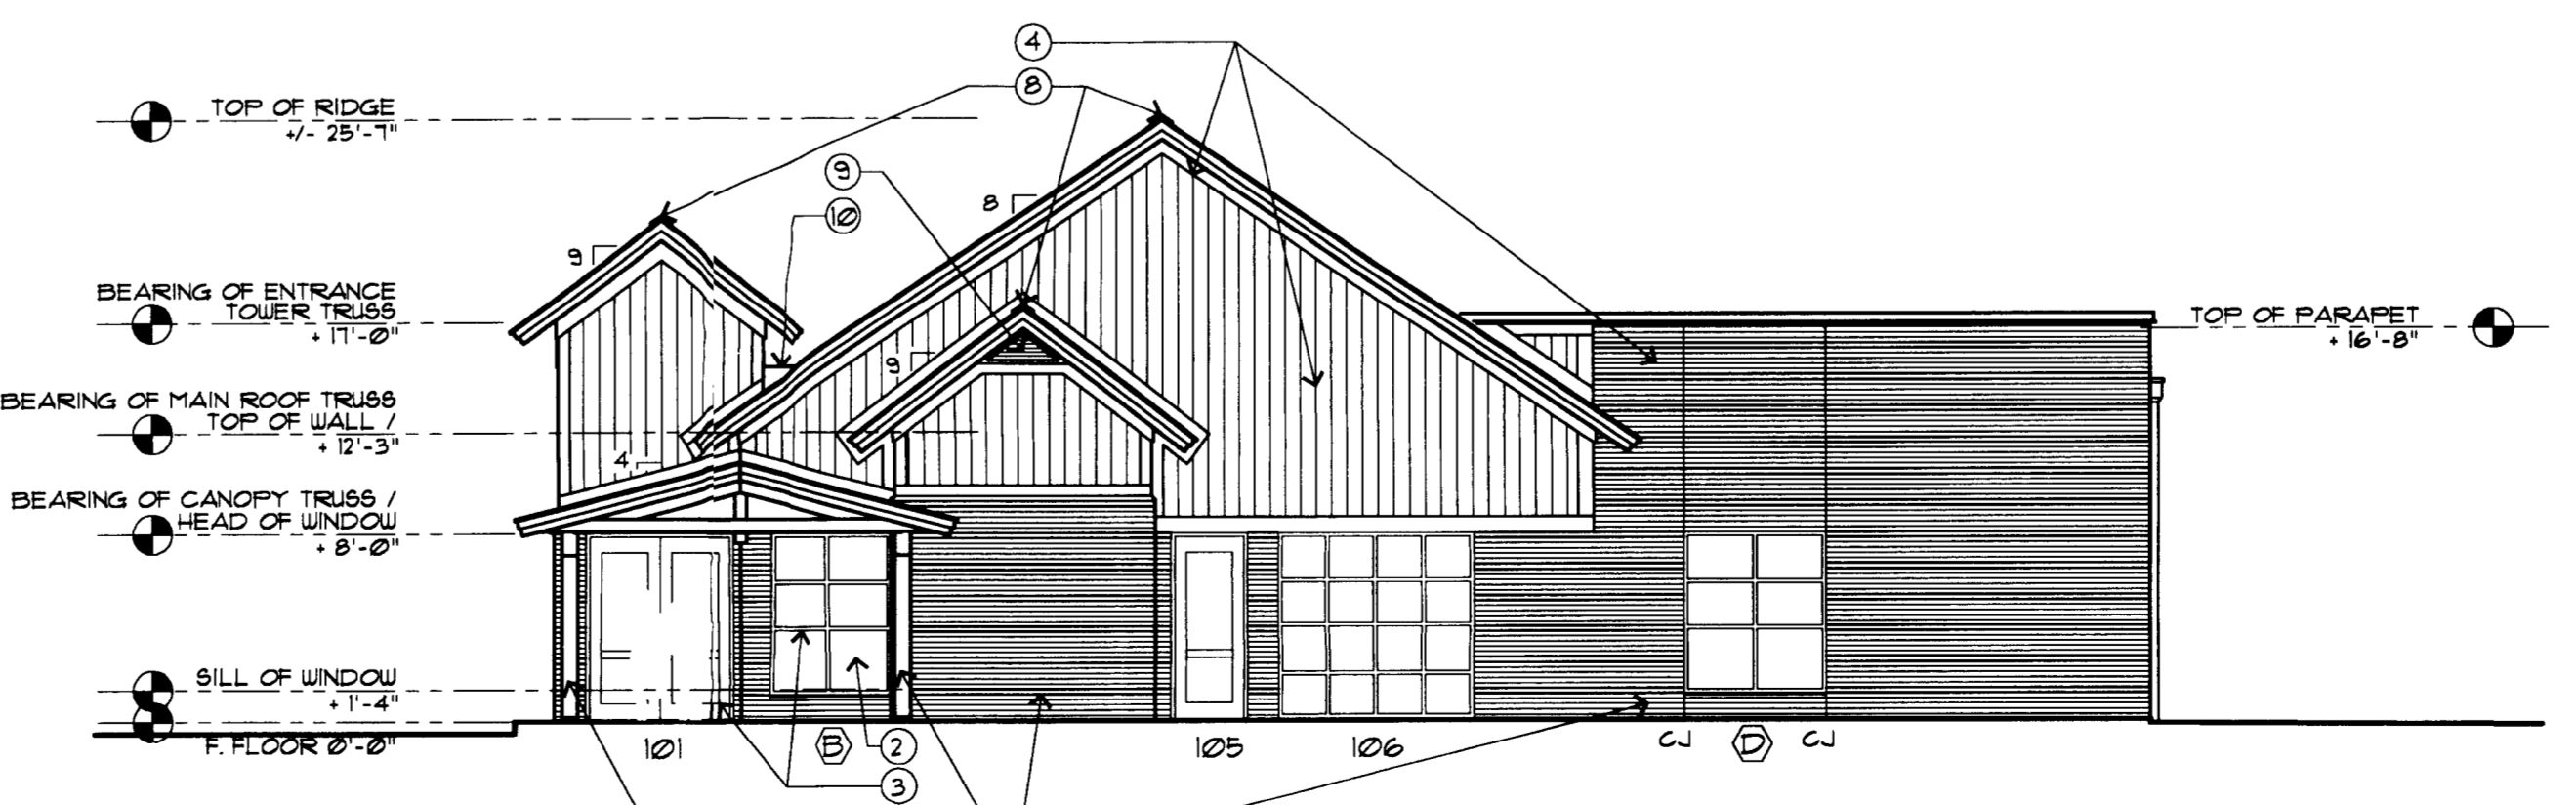 4
8
TOP OF RIDGE
+/- 25'-7"
9
10
8
9
BEARING OF ENTRANCE
TOWER TRUSS
+ 17'-0"
TOP OF PARAPET
+ 16'-8"
9
BEARING OF MAIN ROOF TRUSS
TOP OF WALL /
+ 12'-3"
4
BEARING OF CANOPY TRUSS /
HEAD OF WINDOW
+ 8'-0"
SILL OF WINDOW
+ 1'-4"
F. FLOOR 0'-0"
101 B 2 105 106 CJ D CJ
3